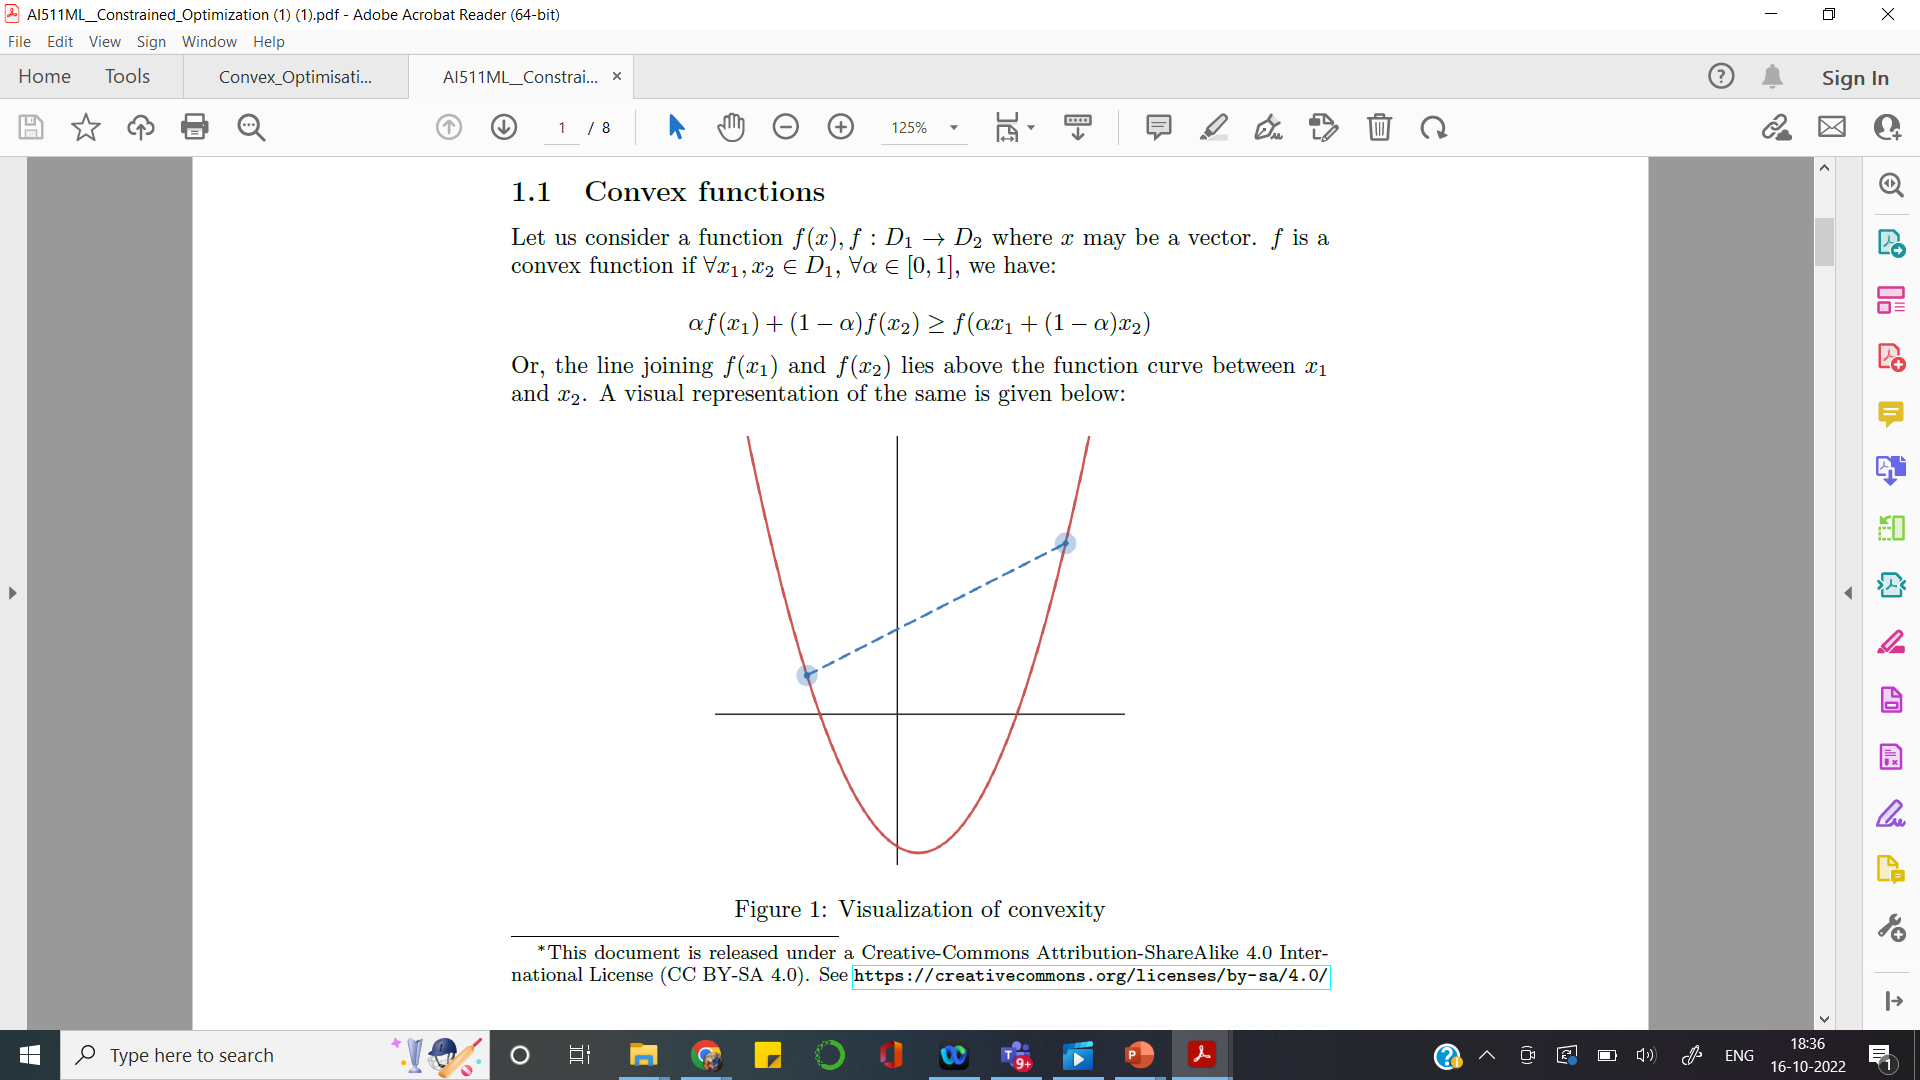 AI511ML__Constrained_Optimization (1) (1).pdf - Adobe Acrobat Reader (64-bit)
File Edit View Sign Window Help
Home Tools Convex_Optimisati... AI511ML__Constrai... × Sign In
1 / 8 125%
1.1 Convex functions
Let us consider a function f(x), f : D₁ → D₂ where x may be a vector. f is a
convex function if ∀x₁, x₂ ∈ D₁, ∀α ∈ [0, 1], we have:
αf(x₁) + (1 − α)f(x₂) ≥ f(αx₁ + (1 − α)x₂)
Or, the line joining f(x₁) and f(x₂) lies above the function curve between x₁
and x₂. A visual representation of the same is given below:
Figure 1: Visualization of convexity
*This document is released under a Creative-Commons Attribution-ShareAlike 4.0 Inter-
national License (CC BY-SA 4.0). See https://creativecommons.org/licenses/by-sa/4.0/
Type here to search
9+
ENG
18:36
16-10-2022
1